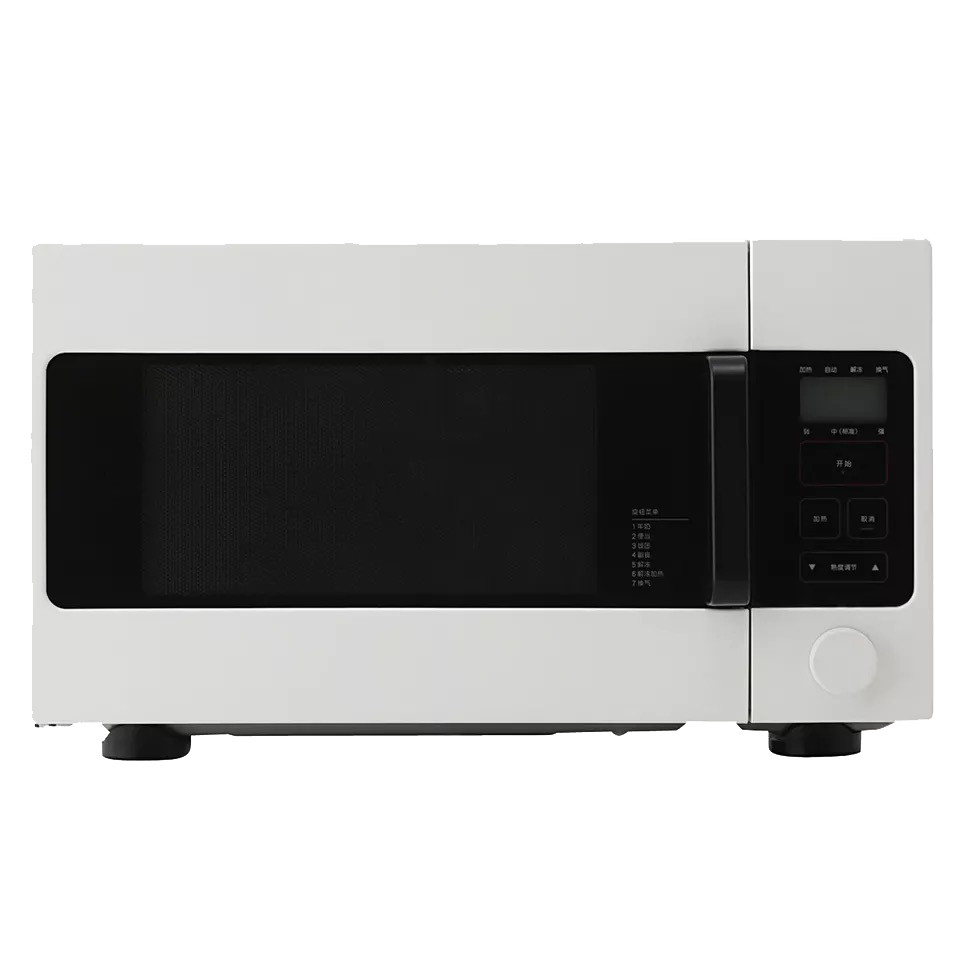 加热 自动 解冻 换气
弱 中(标准) 强
开始
加热 取消
▼ 熟度调节 ▲
旋钮菜单
1 牛奶
2 便当
3 饭团
4 副食
5 解冻
6 解冻加热
7 换气